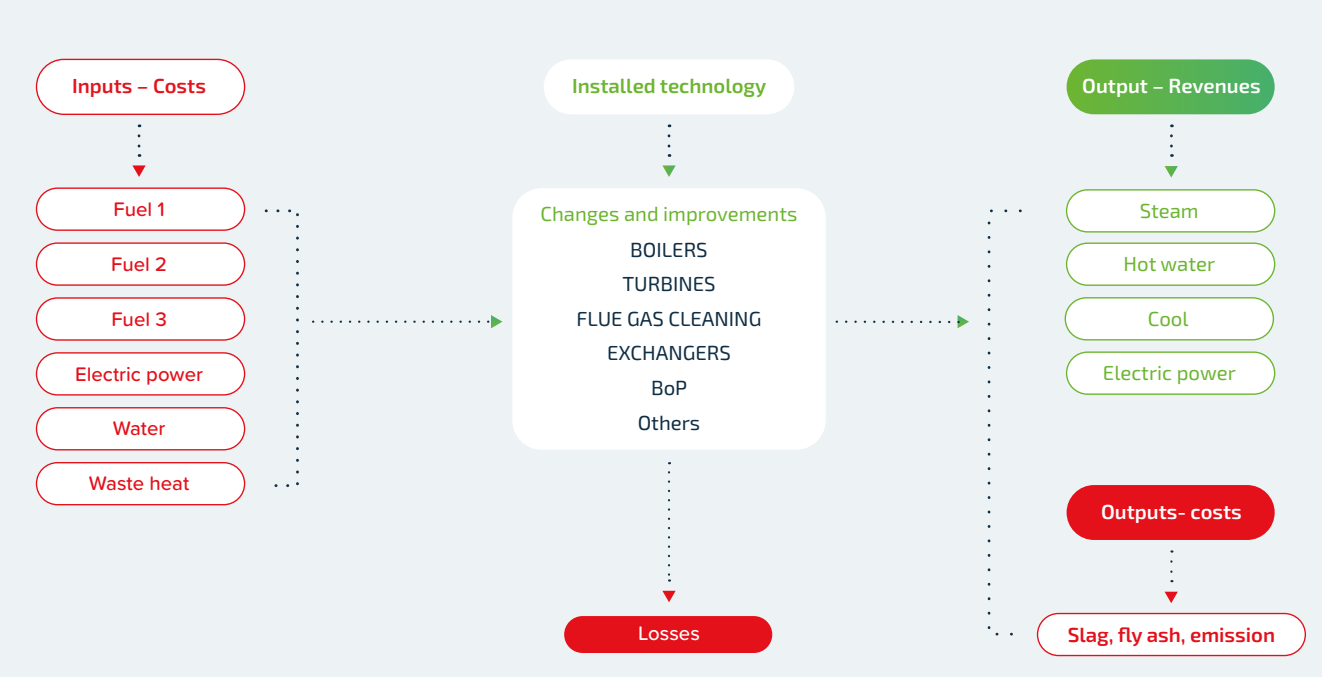 Inputs – Costs
Fuel 1
Fuel 2
Fuel 3
Electric power
Water
Waste heat
Installed technology
Changes and improvements
BOILERS
TURBINES
FLUE GAS CLEANING
EXCHANGERS
BoP
Others
Losses
Output – Revenues
Steam
Hot water
Cool
Electric power
Outputs- costs
Slag, fly ash, emission